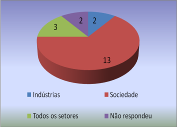 3
2
2
13
Indústrias
Sociedade
Todos os setores
Não respondeu